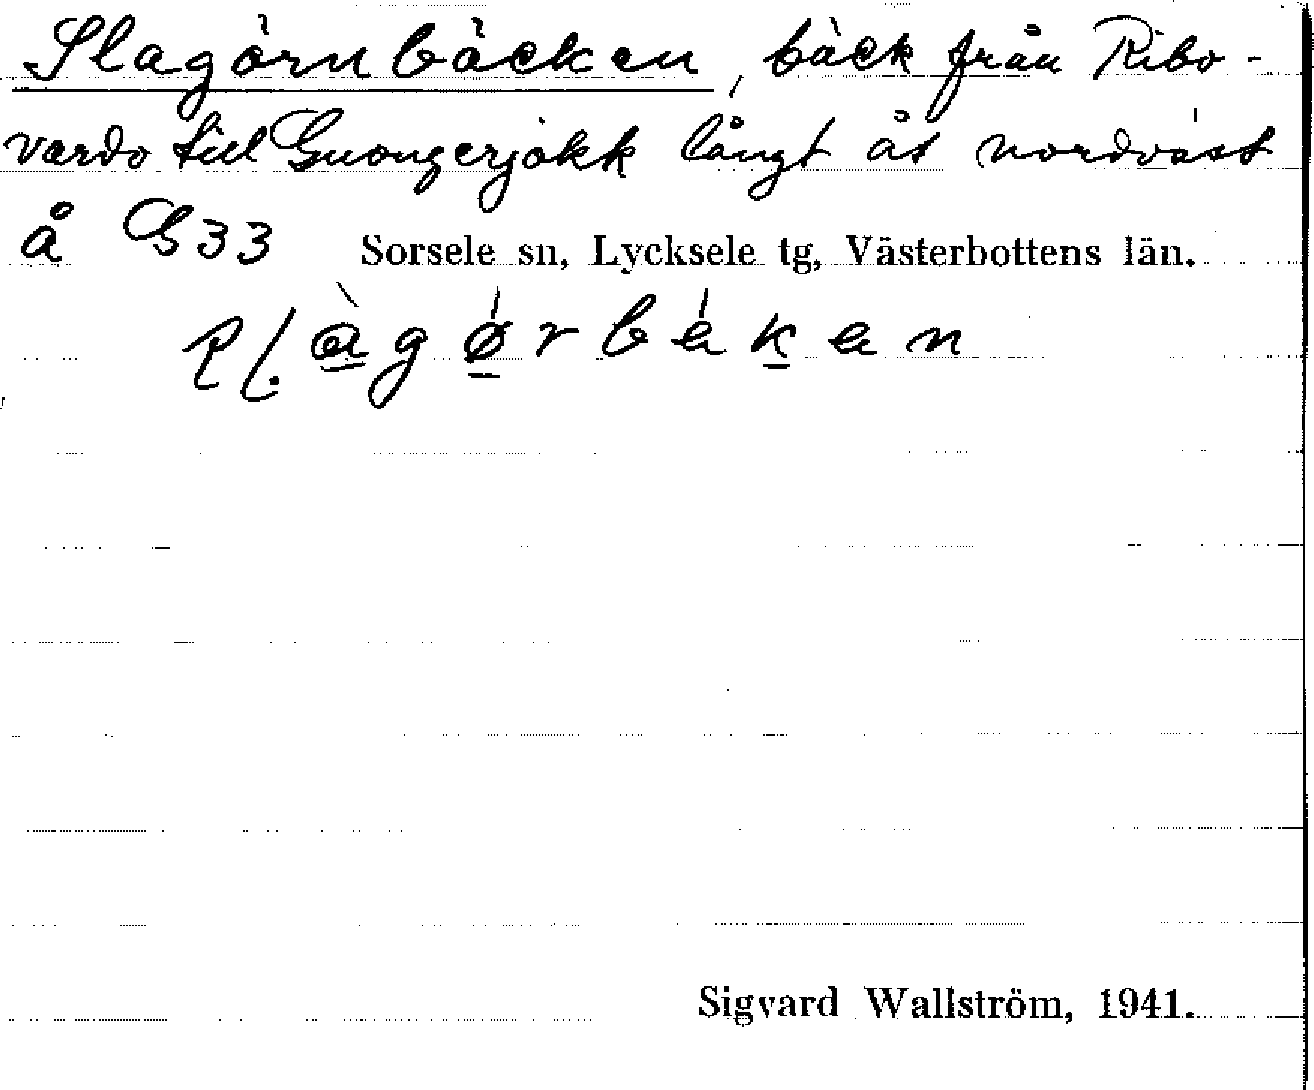 Slagörnbäcken, bäck från Ribo-
vardo till Guongerjåkk långt åt nordväst
å G33 Sorsele sn, Lycksele tg, Västerbottens län.
Sigvard Wallström, 1941.